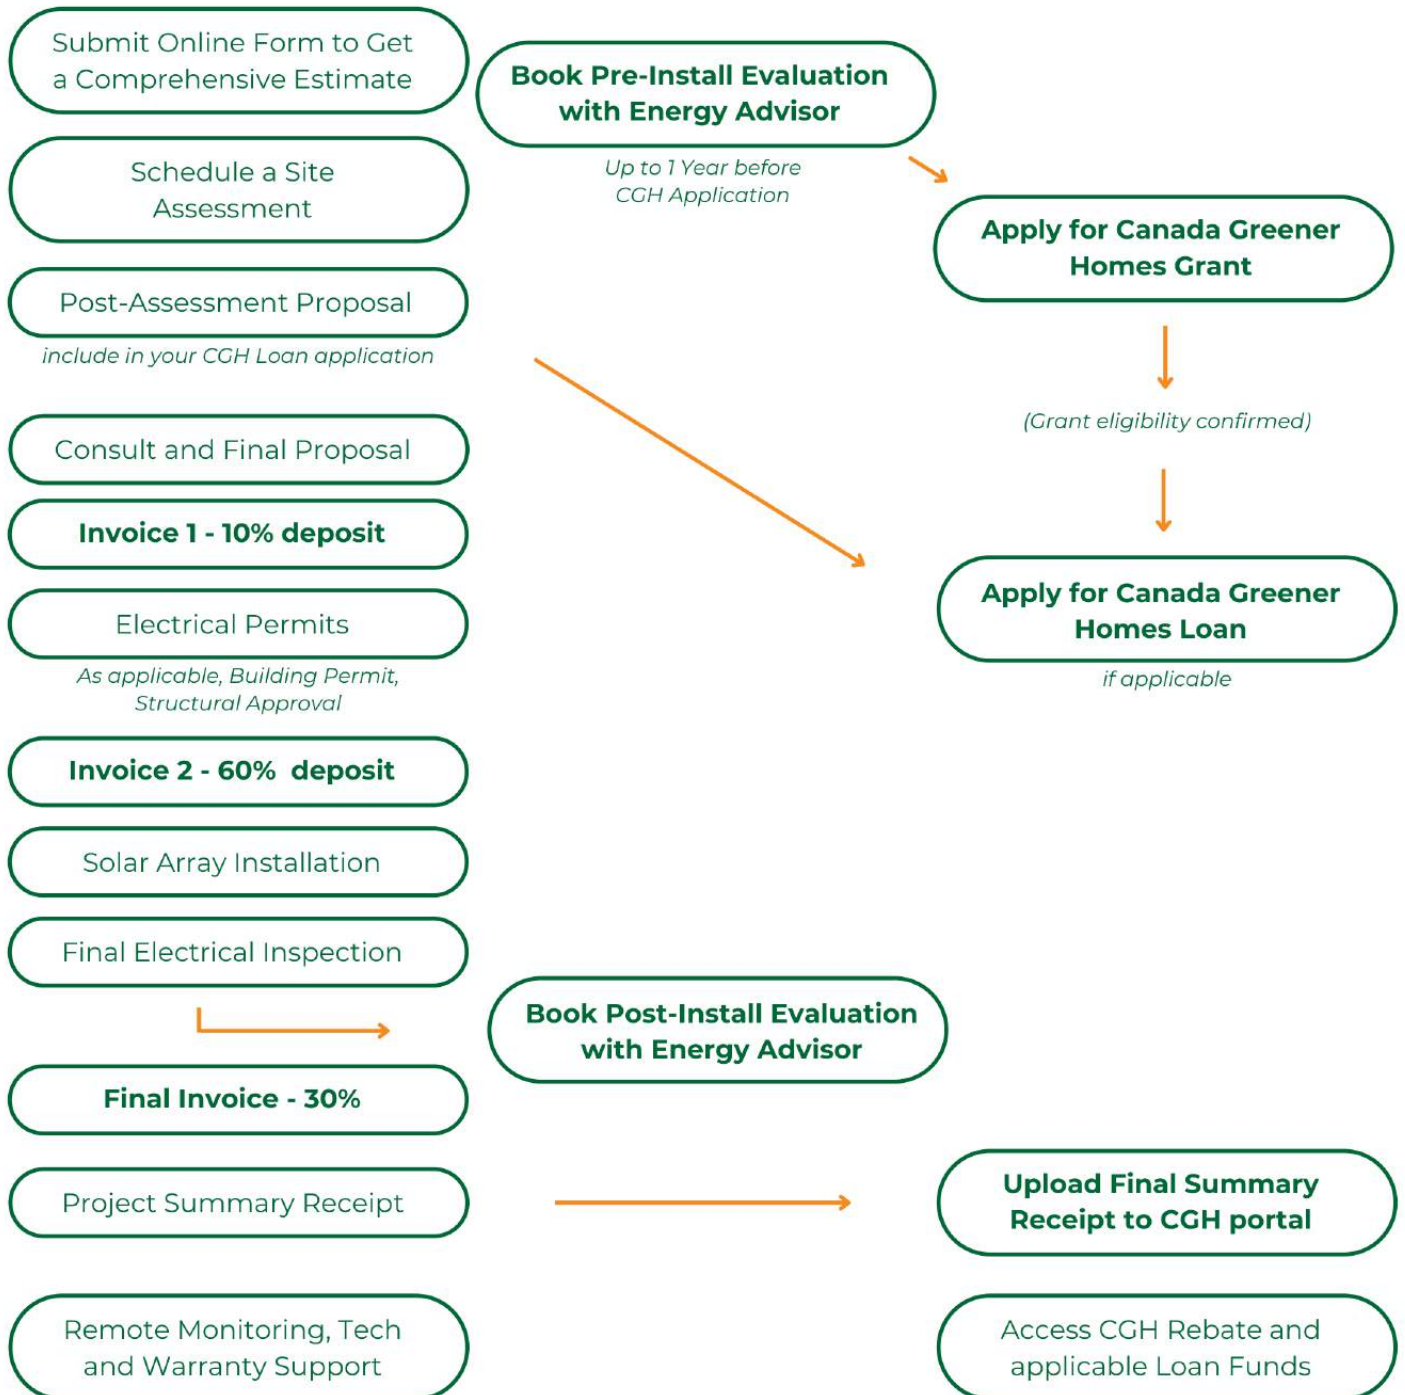 Submit Online Form to Get
a Comprehensive Estimate
Book Pre-Install Evaluation
with Energy Advisor
Up to 1 Year before
CGH Application
Schedule a Site
Assessment
Apply for Canada Greener
Homes Grant
Post-Assessment Proposal
include in your CGH Loan application
(Grant eligibility confirmed)
Consult and Final Proposal
Invoice 1 - 10% deposit
Apply for Canada Greener
Homes Loan
if applicable
Electrical Permits
As applicable, Building Permit,
Structural Approval
Invoice 2 - 60% deposit
Solar Array Installation
Final Electrical Inspection
Book Post-Install Evaluation
with Energy Advisor
Final Invoice - 30%
Project Summary Receipt
Upload Final Summary
Receipt to CGH portal
Remote Monitoring, Tech
and Warranty Support
Access CGH Rebate and
applicable Loan Funds